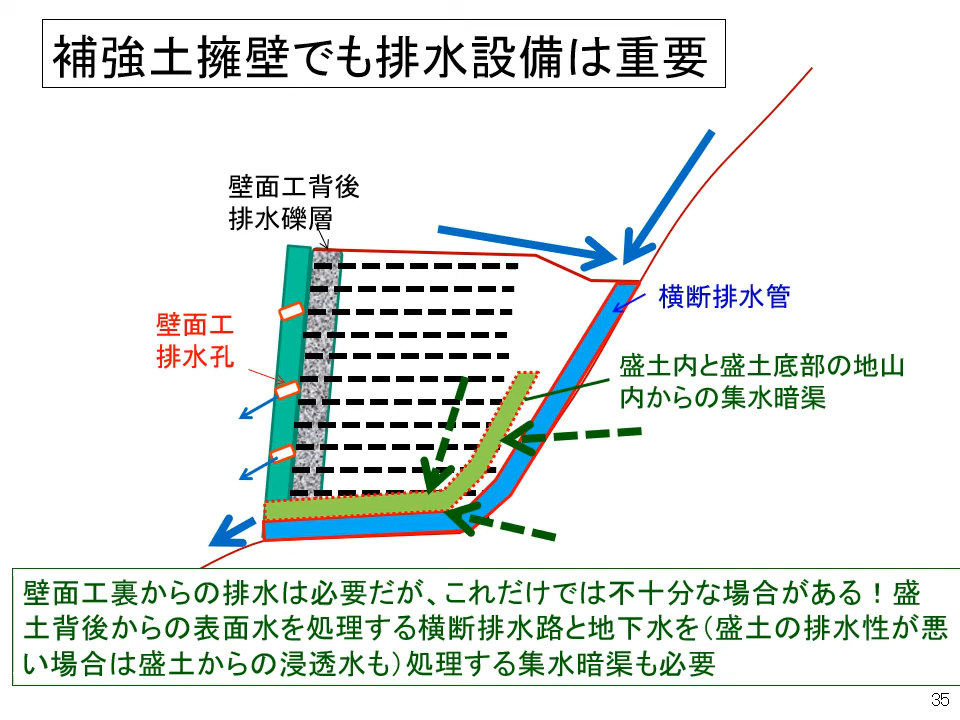 補強土擁壁でも排水設備は重要
壁面工背後
排水礫層
横断排水管
壁面工
排水孔
盛土内と盛土底部の地山
内からの集水暗渠
壁面工裏からの排水は必要だが、これだけでは不十分な場合がある！盛
土背後からの表面水を処理する横断排水路と地下水を（盛土の排水性が悪
い場合は盛土からの浸透水も）処理する集水暗渠も必要
35